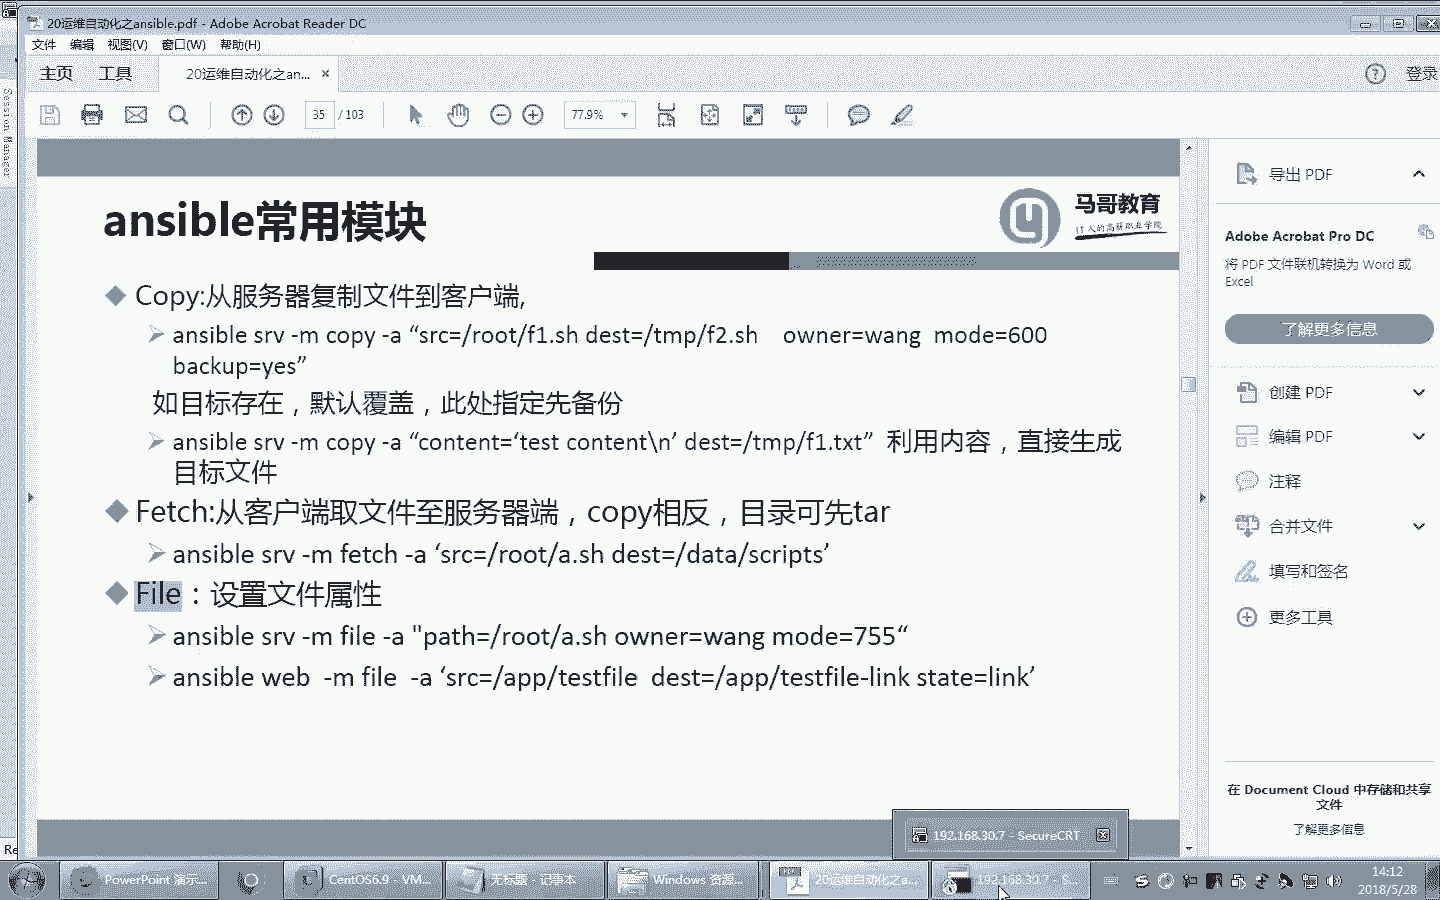 20运维自动化之ansible.pdf - Adobe Acrobat Reader DC
文件 编辑 视图(V) 窗口(W) 帮助(H)
主页 工具 20运维自动化之an... × 登录
35 / 103 77.9%
Session Manager
ansible常用模块
马哥教育
IT人的高薪职业学院
Copy:从服务器复制文件到客户端,
ansible srv -m copy -a “src=/root/f1.sh dest=/tmp/f2.sh owner=wang mode=600
backup=yes”
如目标存在，默认覆盖，此处指定先备份
ansible srv -m copy -a “content=‘test content\n’ dest=/tmp/f1.txt” 利用内容，直接生成
目标文件
Fetch:从客户端取文件至服务器端，copy相反，目录可先tar
ansible srv -m fetch -a ‘src=/root/a.sh dest=/data/scripts’
File：设置文件属性
ansible srv -m file -a "path=/root/a.sh owner=wang mode=755“
ansible web -m file -a ‘src=/app/testfile dest=/app/testfile-link state=link’
导出 PDF
Adobe Acrobat Pro DC
将 PDF 文件联机转换为 Word 或
Excel
了解更多信息
创建 PDF
编辑 PDF
注释
合并文件
填写和签名
更多工具
在 Document Cloud 中存储和共享
文件
了解更多信息
192.168.30.7 - SecureCRT
Re
PowerPoint 演示...
CentOS6.9 - VM...
无标题 - 记事本
Windows 资源...
20运维自动化之a...
192.168.30.7 - S...
14:12
2018/5/28